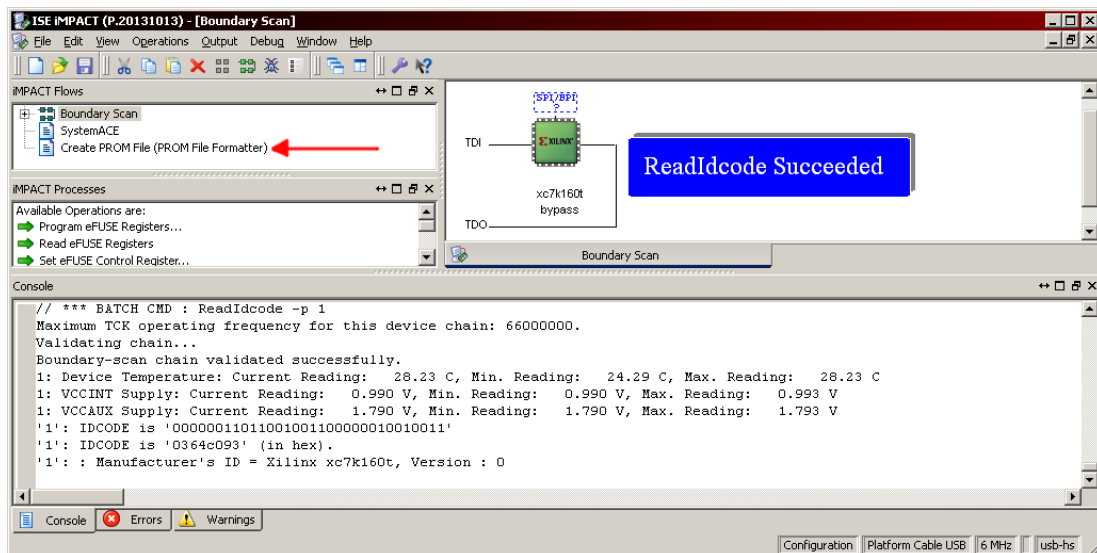 ISE iMPACT (P.20131013) - [Boundary Scan]
File Edit View Operations Output Debug Window Help
iMPACT Flows
Boundary Scan
SystemACE
Create PROM File (PROM File Formatter)
iMPACT Processes
Available Operations are:
Program eFUSE Registers...
Read eFUSE Registers
Set eFUSE Control Register...
SPI/BPI
?
TDI
XILINX
xc7k160t
bypass
TDO
ReadIdcode Succeeded
Boundary Scan
Console
// *** BATCH CMD : ReadIdcode -p 1
Maximum TCK operating frequency for this device chain: 66000000.
Validating chain...
Boundary-scan chain validated successfully.
1: Device Temperature: Current Reading:   28.23 C, Min. Reading:   24.29 C, Max. Reading:   28.23 C
1: VCCINT Supply: Current Reading:   0.990 V, Min. Reading:   0.990 V, Max. Reading:   0.993 V
1: VCCAUX Supply: Current Reading:   1.790 V, Min. Reading:   1.790 V, Max. Reading:   1.793 V
'1': IDCODE is '00000011011001001100000010010011'
'1': IDCODE is '0364c093' (in hex).
'1': : Manufacturer's ID = Xilinx xc7k160t, Version : 0
Console Errors Warnings
Configuration Platform Cable USB 6 MHz usb-hs